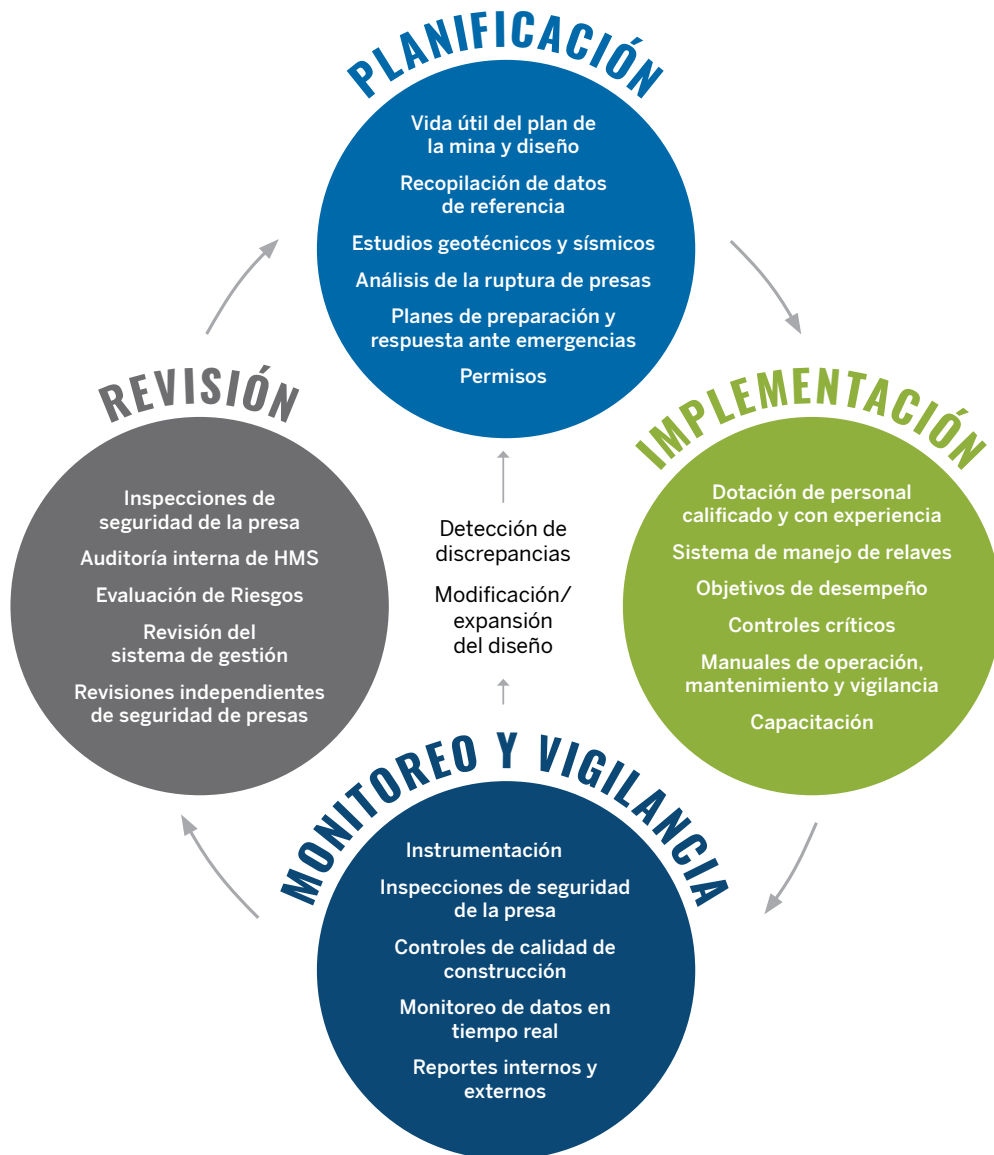 PLANIFICACIÓN
Vida útil del plan de
la mina y diseño
Recopilación de datos
de referencia
Estudios geotécnicos y sísmicos
Análisis de la ruptura de presas
Planes de preparación y
respuesta ante emergencias
Permisos
IMPLEMENTACIÓN
Dotación de personal
calificado y con experiencia
Sistema de manejo de relaves
Objetivos de desempeño
Controles críticos
Manuales de operación,
mantenimiento y vigilancia
Capacitación
MONITOREO Y VIGILANCIA
Instrumentación
Inspecciones de seguridad
de la presa
Controles de calidad de
construcción
Monitoreo de datos en
tiempo real
Reportes internos y
externos
REVISIÓN
Inspecciones de
seguridad de la presa
Auditoría interna de HMS
Evaluación de Riesgos
Revisión del
sistema de gestión
Revisiones independientes
de seguridad de presas
Detección de
discrepancias
Modificación/
expansión
del diseño